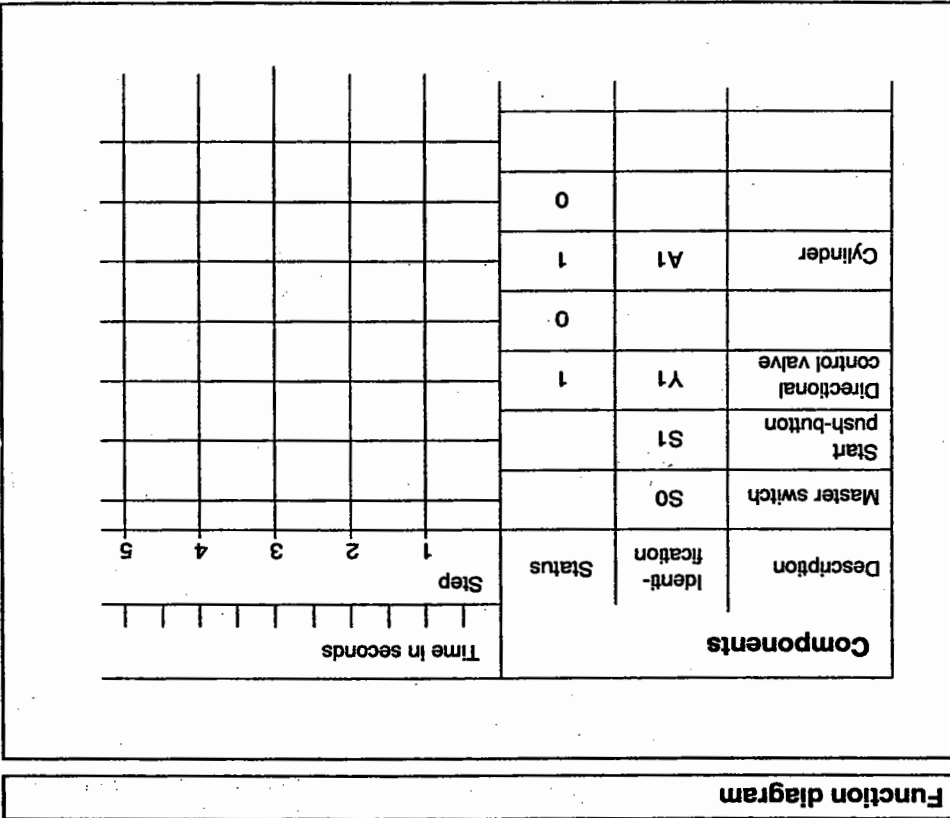 Function diagram
Components
Time in seconds
Description
Identi-
fication
Status
Step
1 2 3 4 5
Master switch S0
Start
push-button
S1
Directional
control valve
Y1 1
0
Cylinder A1 1
0